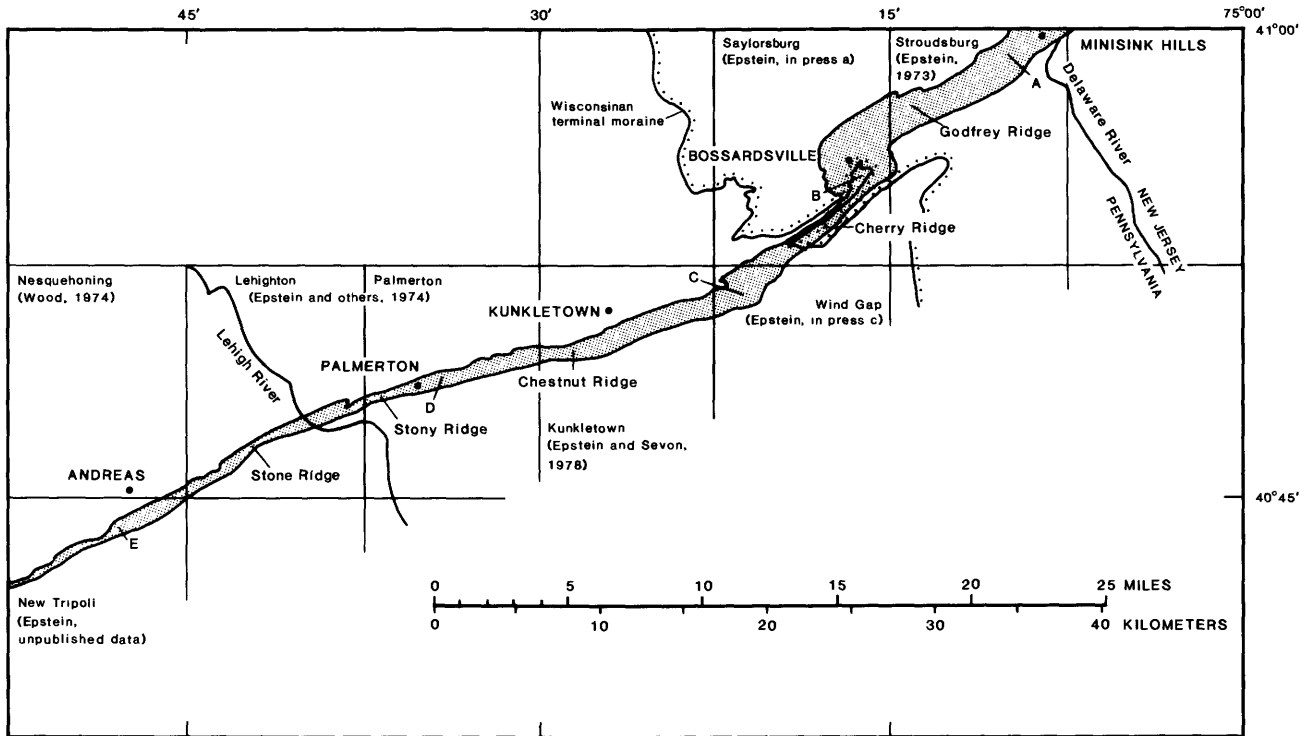 45'
30'
15'
75°00'
41°00'
Saylorsburg
(Epstein, in press a)
Stroudsburg
(Epstein,
1973)
MINISINK HILLS
A
Delaware River
Wisconsinan
terminal moraine
Godfrey Ridge
BOSSARDSVILLE
B
Cherry Ridge
NEW JERSEY
PENNSYLVANIA
Nesquehoning
(Wood, 1974)
Lehighton
Palmerton
(Epstein and others, 1974)
C
Wind Gap
(Epstein, in press c)
KUNKLETOWN
Lehigh River
PALMERTON
Chestnut Ridge
D
Stony Ridge
Kunkletown
(Epstein and Sevon,
1978)
Stone Ridge
ANDREAS
40°45'
E
New Tripoli
(Epstein,
unpublished data)
0 5 10 15 20 25 MILES
0 10 20 30 40 KILOMETERS